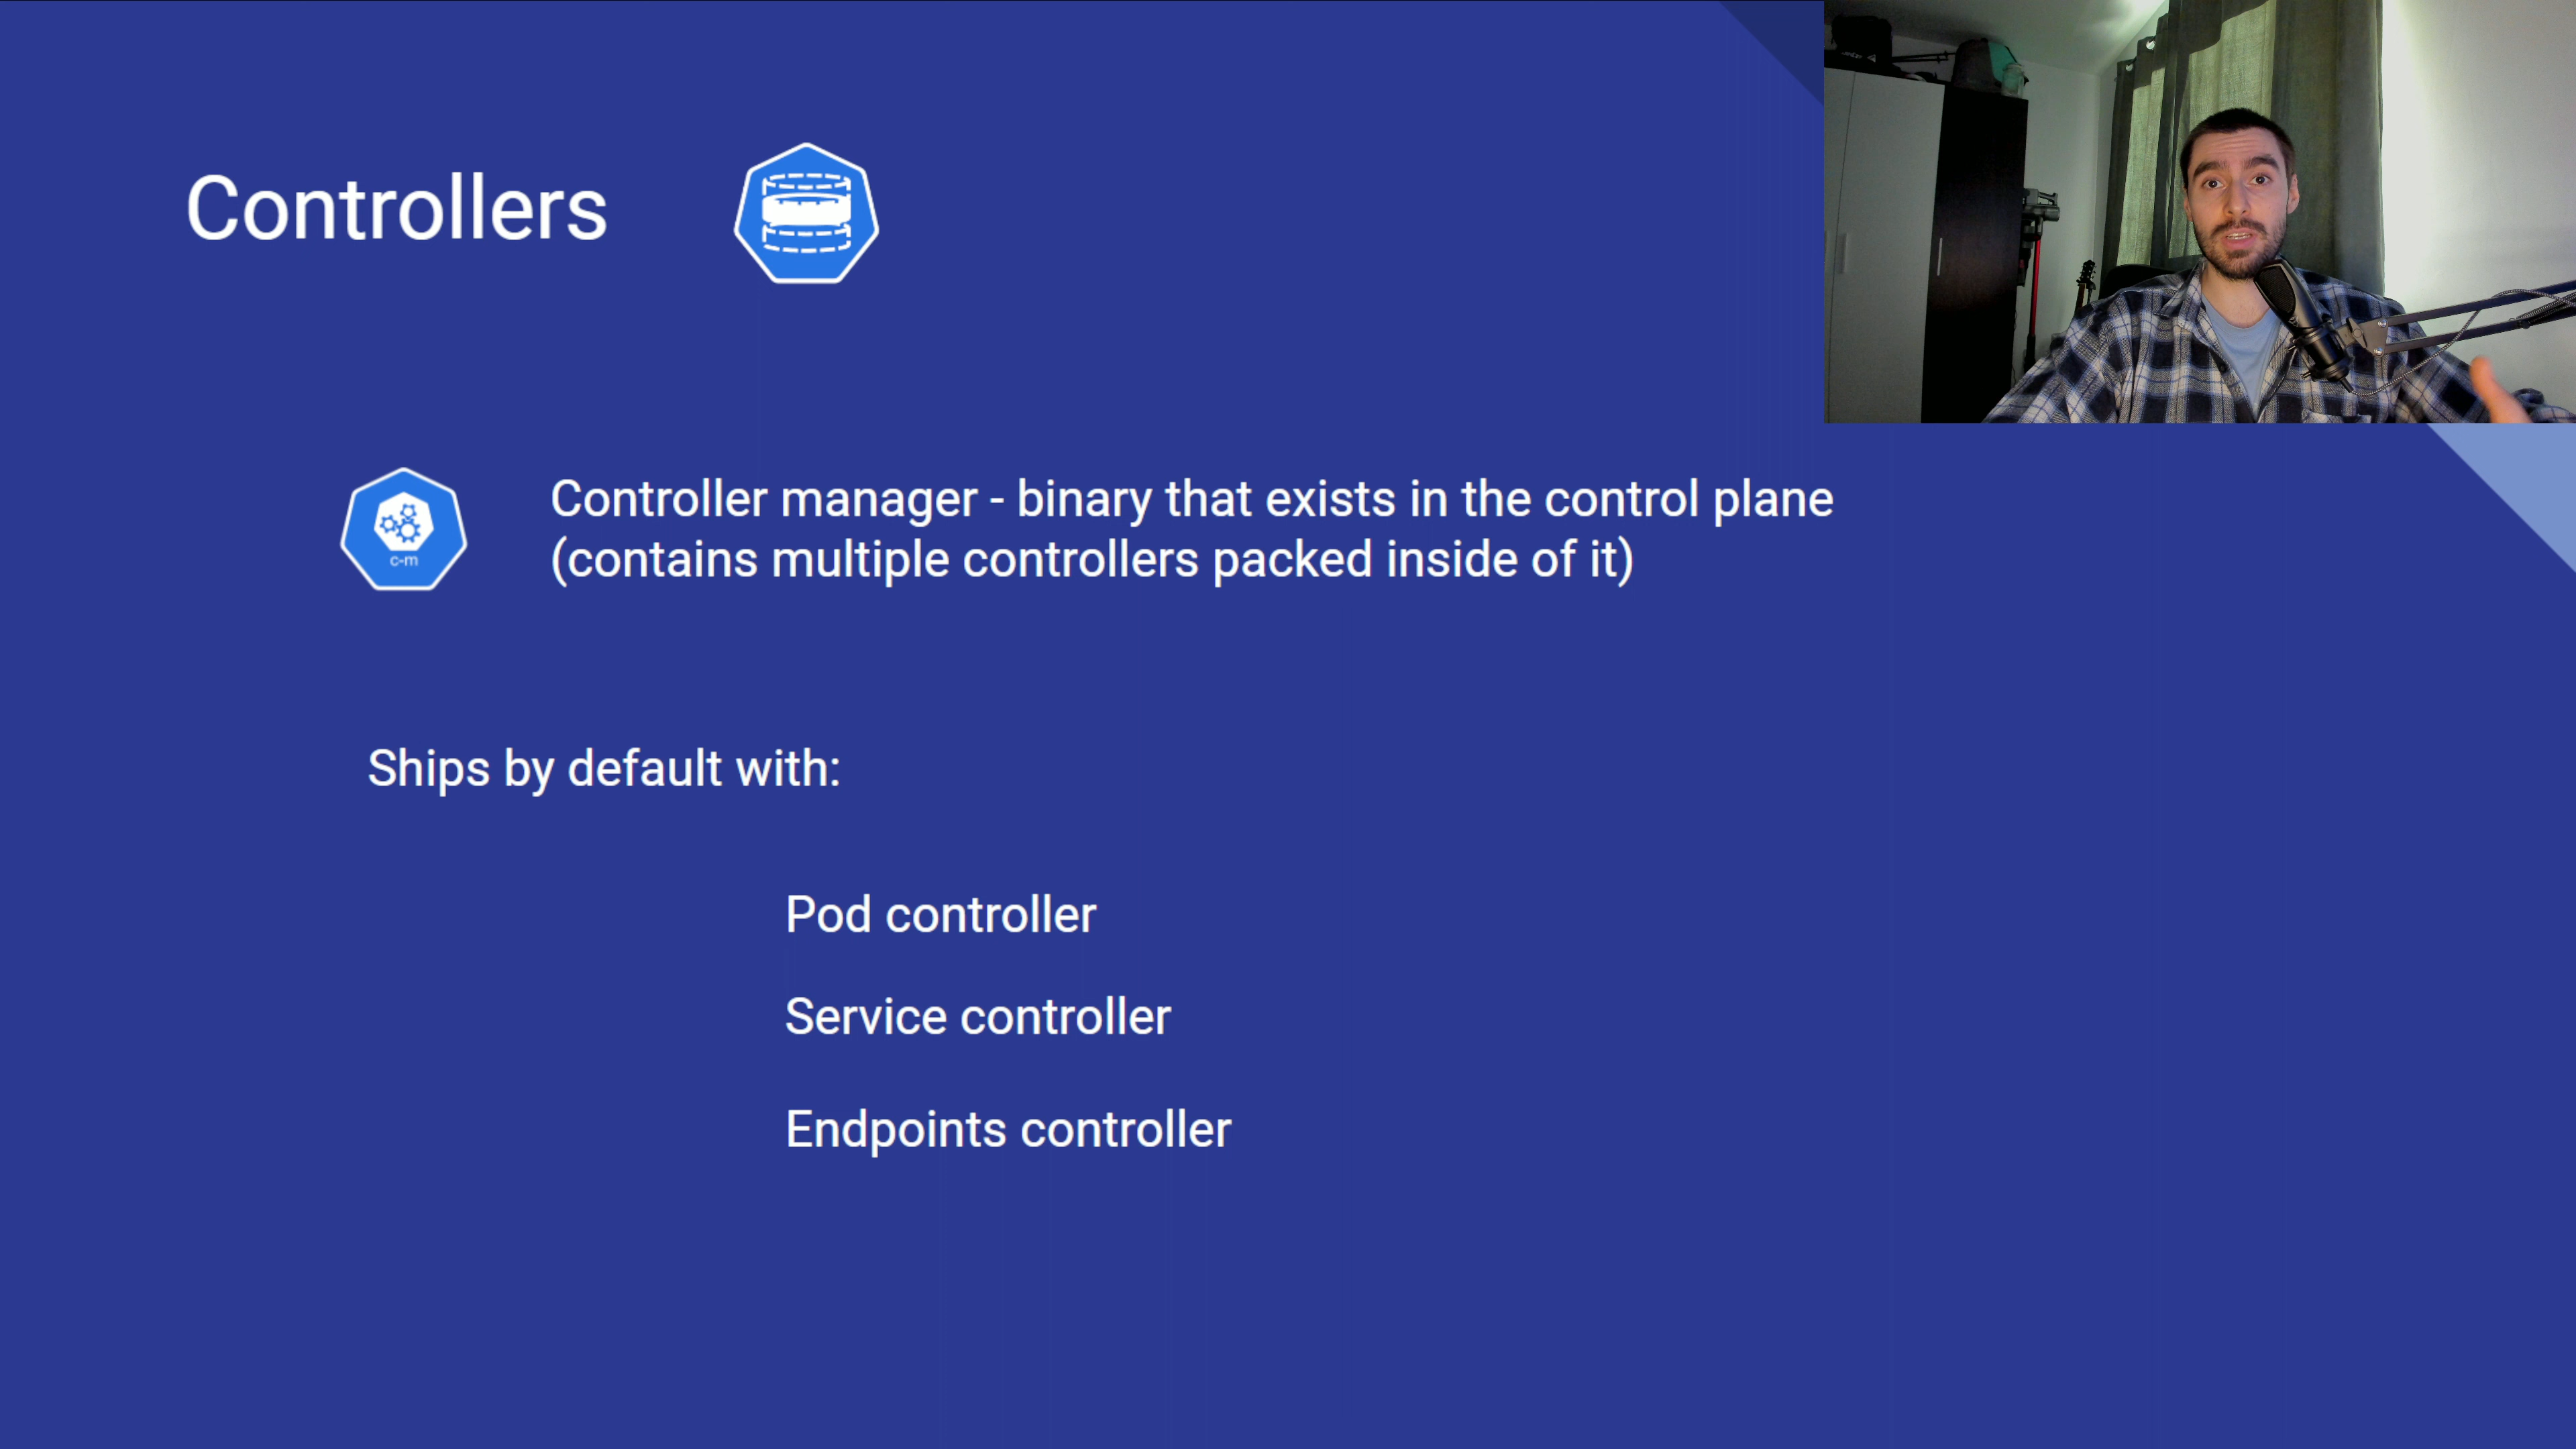 Controllers
c-m
Controller manager - binary that exists in the control plane
(contains multiple controllers packed inside of it)
Ships by default with:
Pod controller
Service controller
Endpoints controller